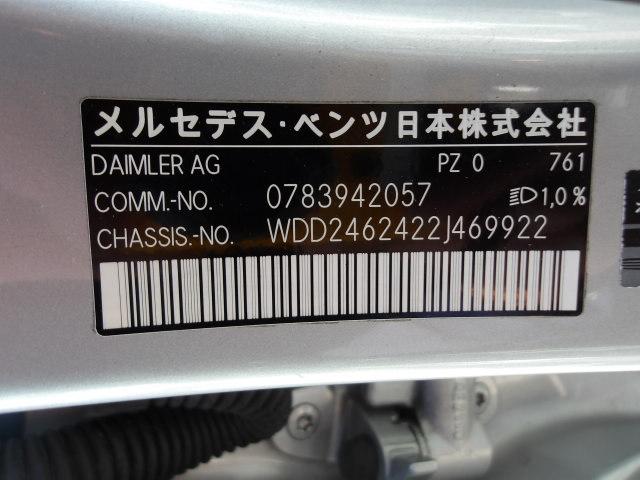 メルセデス・ベンツ日本株式会社
DAIMLER AG PZ 0 761
COMM.-NO. 0783942057 1,0%
CHASSIS.-NO. WDD2462422J469922